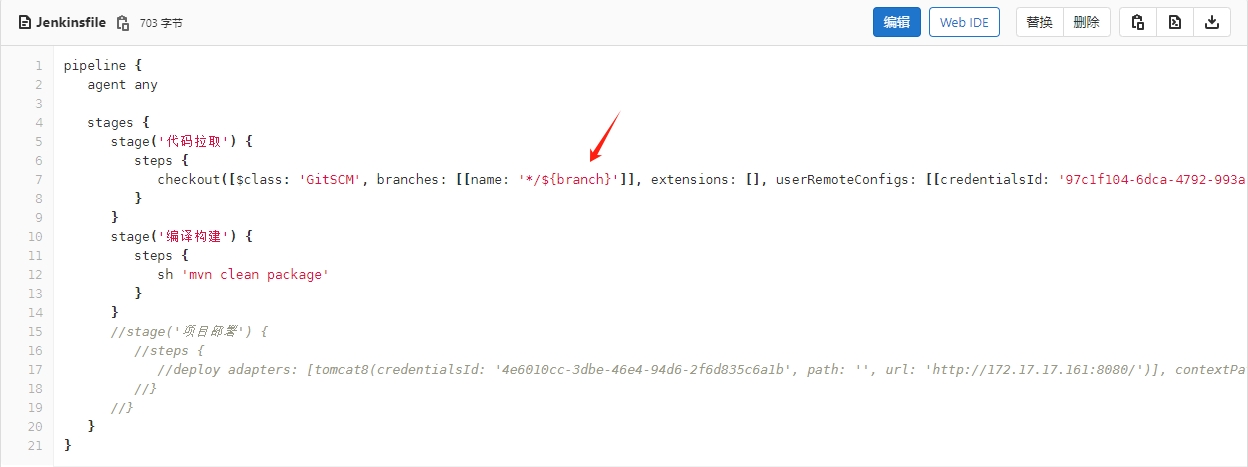 Jenkinsfile 703 字节 编辑 Web IDE 替换 删除
1 pipeline {
2    agent any
3
4    stages {
5       stage('代码拉取') {
6          steps {
7             checkout([$class: 'GitSCM', branches: [[name: '*/${branch}']], extensions: [], userRemoteConfigs: [[credentialsId: '97c1f104-6dca-4792-993a
8          }
9       }
10       stage('编译构建') {
11          steps {
12             sh 'mvn clean package'
13          }
14       }
15       //stage('项目部署') {
16          //steps {
17             //deploy adapters: [tomcat8(credentialsId: '4e6010cc-3dbe-46e4-94d6-2f6d835c6a1b', path: '', url: 'http://172.17.17.161:8080/')], contextPa
18          //}
19       //}
20    }
21 }